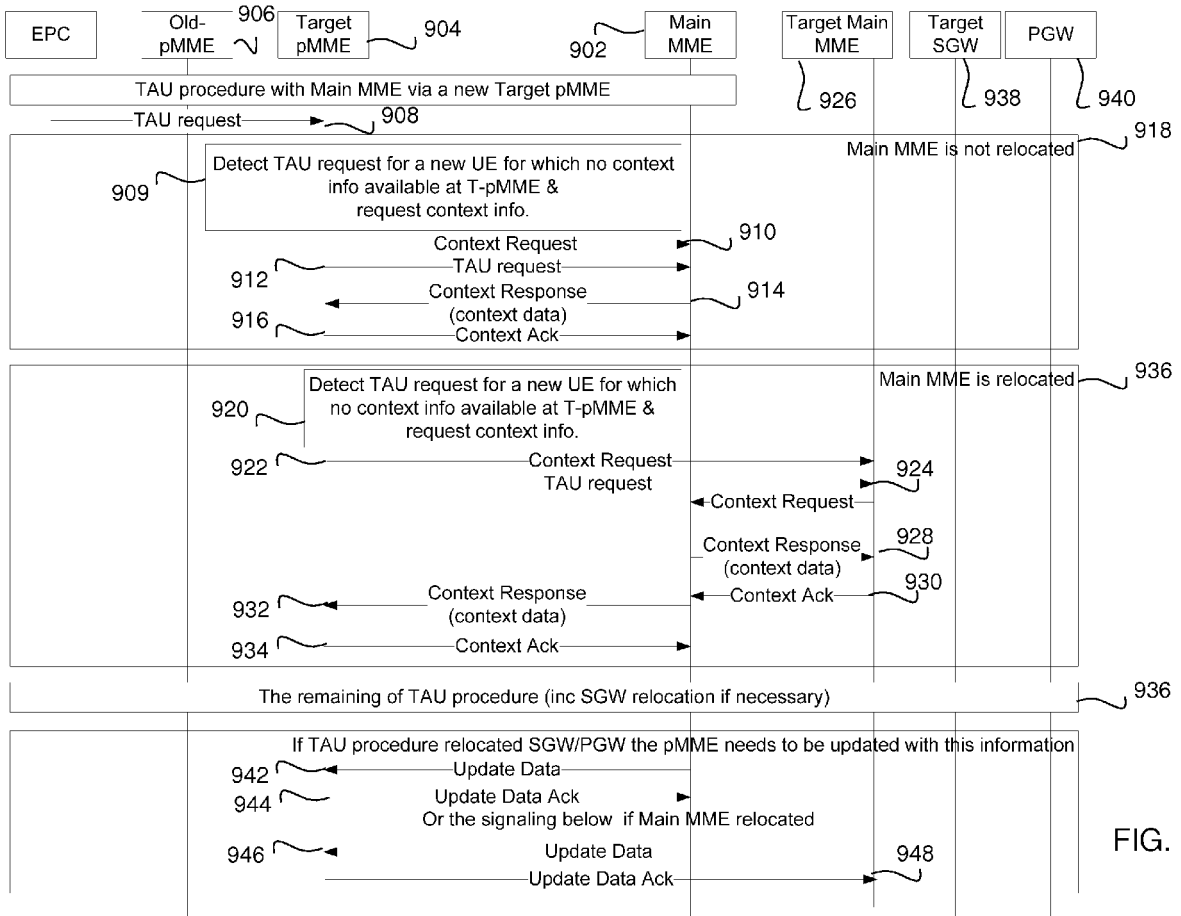 EPC
Old-
pMME
906
Target
pMME
904
902
Main
MME
Target Main
MME
926
Target
SGW
938
PGW
940
TAU procedure with Main MME via a new Target pMME
TAU request
908
918
Main MME is not relocated
909
Detect TAU request for a new UE for which no context
info available at T-pMME &
request context info.
Context Request
910
912
TAU request
Context Response
(context data)
914
916
Context Ack
Main MME is relocated
936
920
Detect TAU request for a new UE for which
no context info available at T-pMME &
request context info.
922
Context Request
TAU request
924
Context Request
Context Response
(context data)
928
930
Context Ack
932
Context Response
(context data)
934
Context Ack
The remaining of TAU procedure (inc SGW relocation if necessary)
936
If TAU procedure relocated SGW/PGW the pMME needs to be updated with this information
942
Update Data
944
Update Data Ack
Or the signaling below if Main MME relocated
946
Update Data
948
Update Data Ack
FIG.